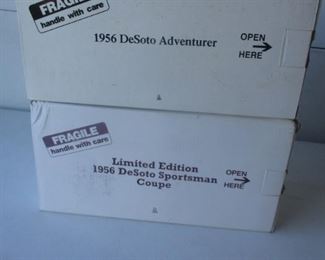 FRAGILE
handle with care
1956 DeSoto Adventurer
OPEN
HERE
FRAGILE
handle with care
Limited Edition
1956 DeSoto Sportsman
Coupe
OPEN
HERE